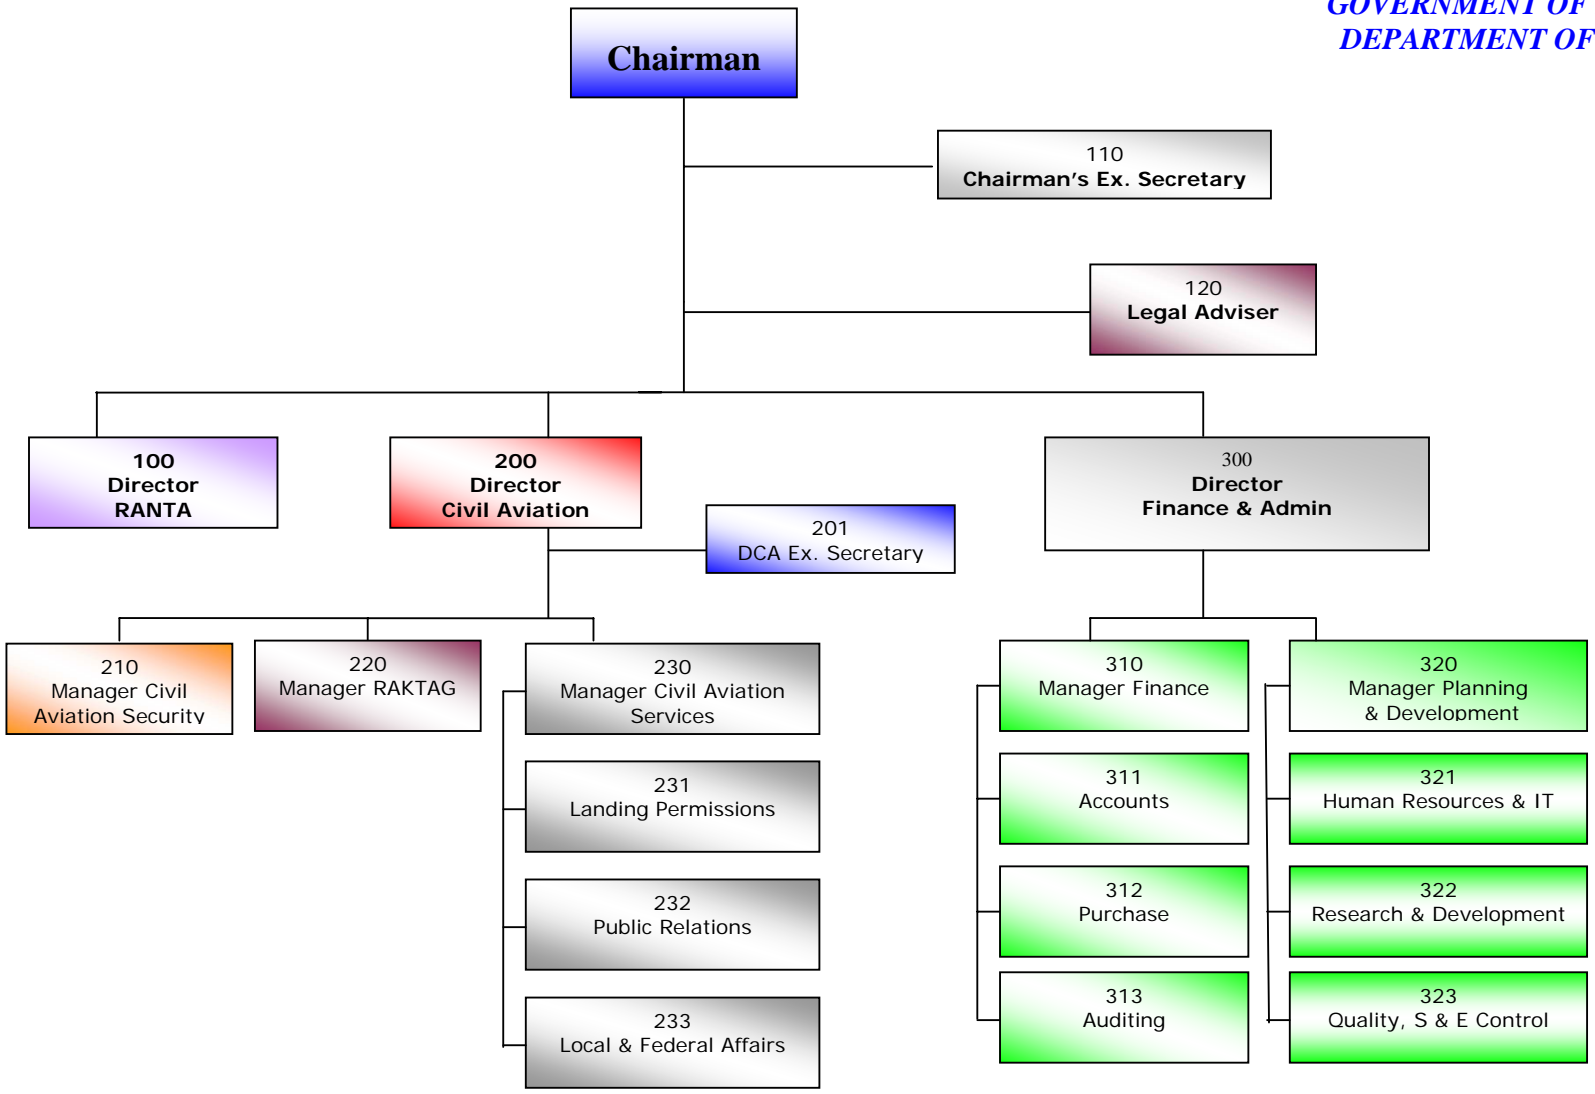 GOVERNMENT OF
DEPARTMENT OF
Chairman
110
Chairman's Ex. Secretary
120
Legal Adviser
100
Director
RANTA
200
Director
Civil Aviation
300
Director
Finance & Admin
201
DCA Ex. Secretary
210
Manager Civil
Aviation Security
220
Manager RAKTAG
230
Manager Civil Aviation
Services
310
Manager Finance
320
Manager Planning
& Development
231
Landing Permissions
311
Accounts
321
Human Resources & IT
232
Public Relations
312
Purchase
322
Research & Development
233
Local & Federal Affairs
313
Auditing
323
Quality, S & E Control